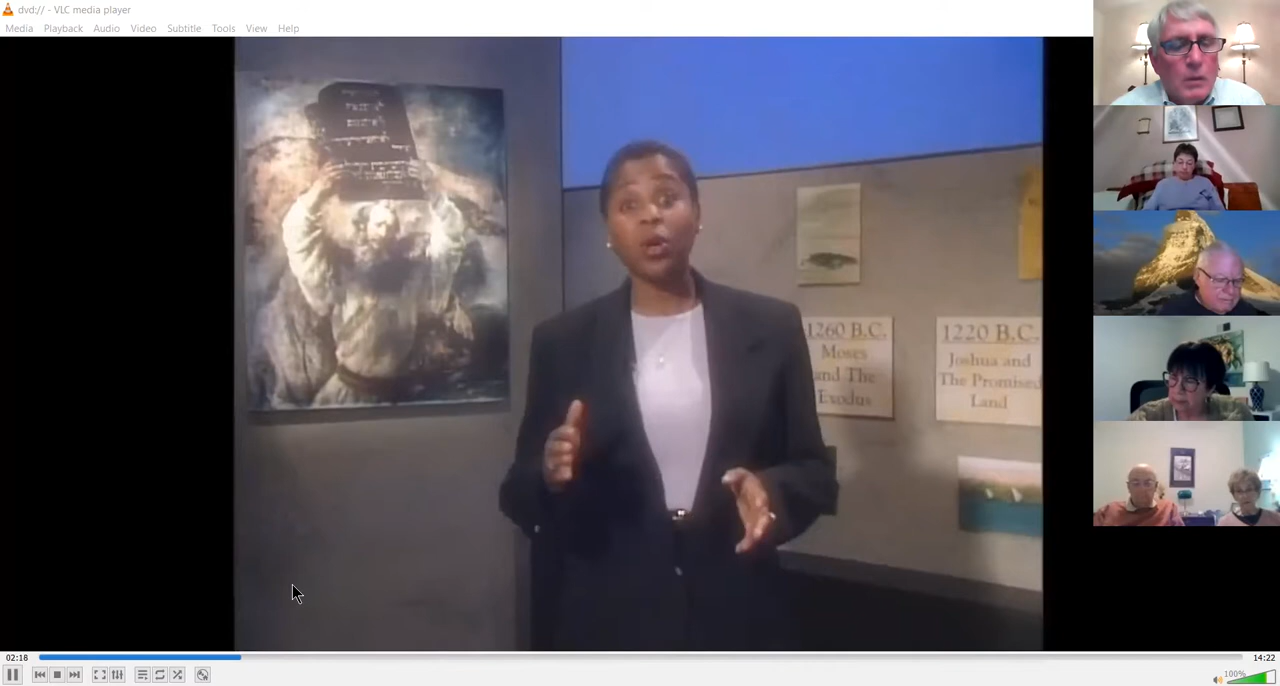 dvd:// - VLC media player
Media Playback Audio Video Subtitle Tools View Help
1260 B.C.
Moses
and The
Exodus
1220 B.C.
Joshua and
The Promised
Land
02:18
14:22
100%